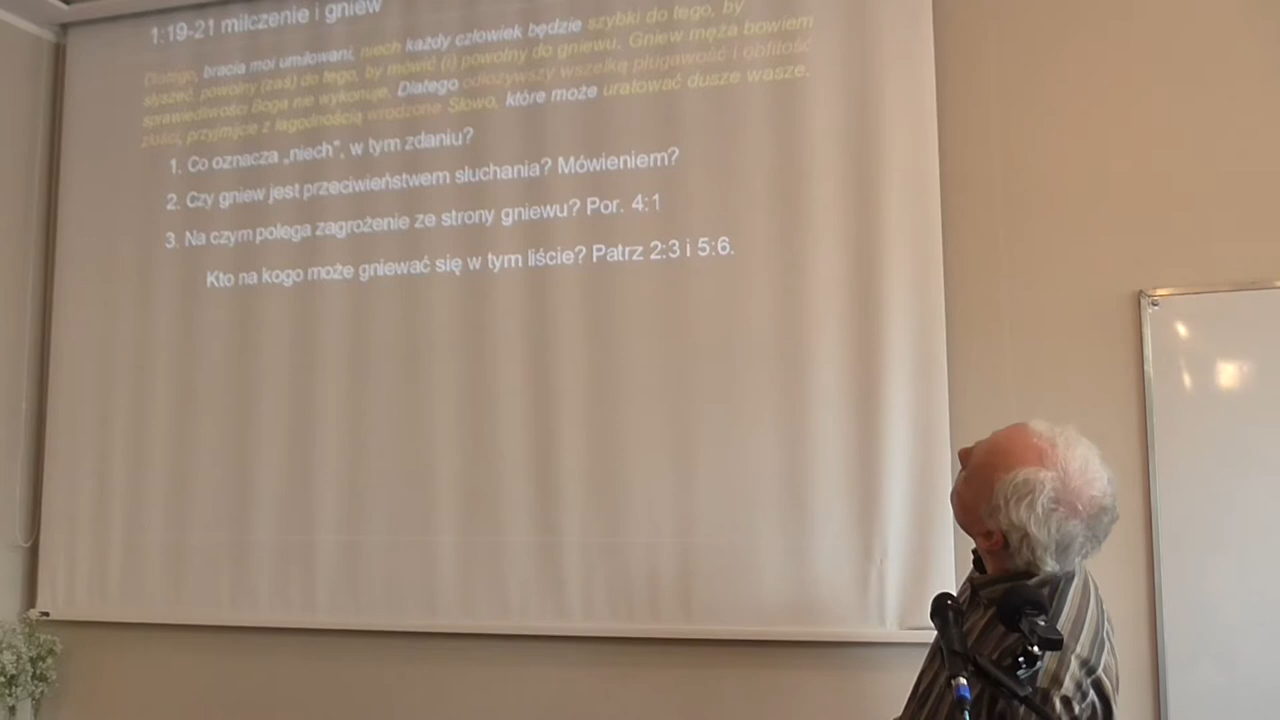 1:19-21 milczenie i gniew
Dlatego, bracia moi umiłowani, niech każdy człowiek będzie szybki do tego, by
słyszeć, powolny (zaś) do tego, by mówić (i) powolny do gniewu. Gniew męża bowiem
sprawiedliwości Boga nie wykonuje. Dlatego odłożywszy wszelką plugawość i obfitość
złości, przyjmijcie z łagodnością wrodzone Słowo, które może uratować dusze wasze.
1. Co oznacza „niech", w tym zdaniu?
2. Czy gniew jest przeciwieństwem słuchania? Mówieniem?
3. Na czym polega zagrożenie ze strony gniewu? Por. 4:1
Kto na kogo może gniewać się w tym liście? Patrz 2:3 i 5:6.